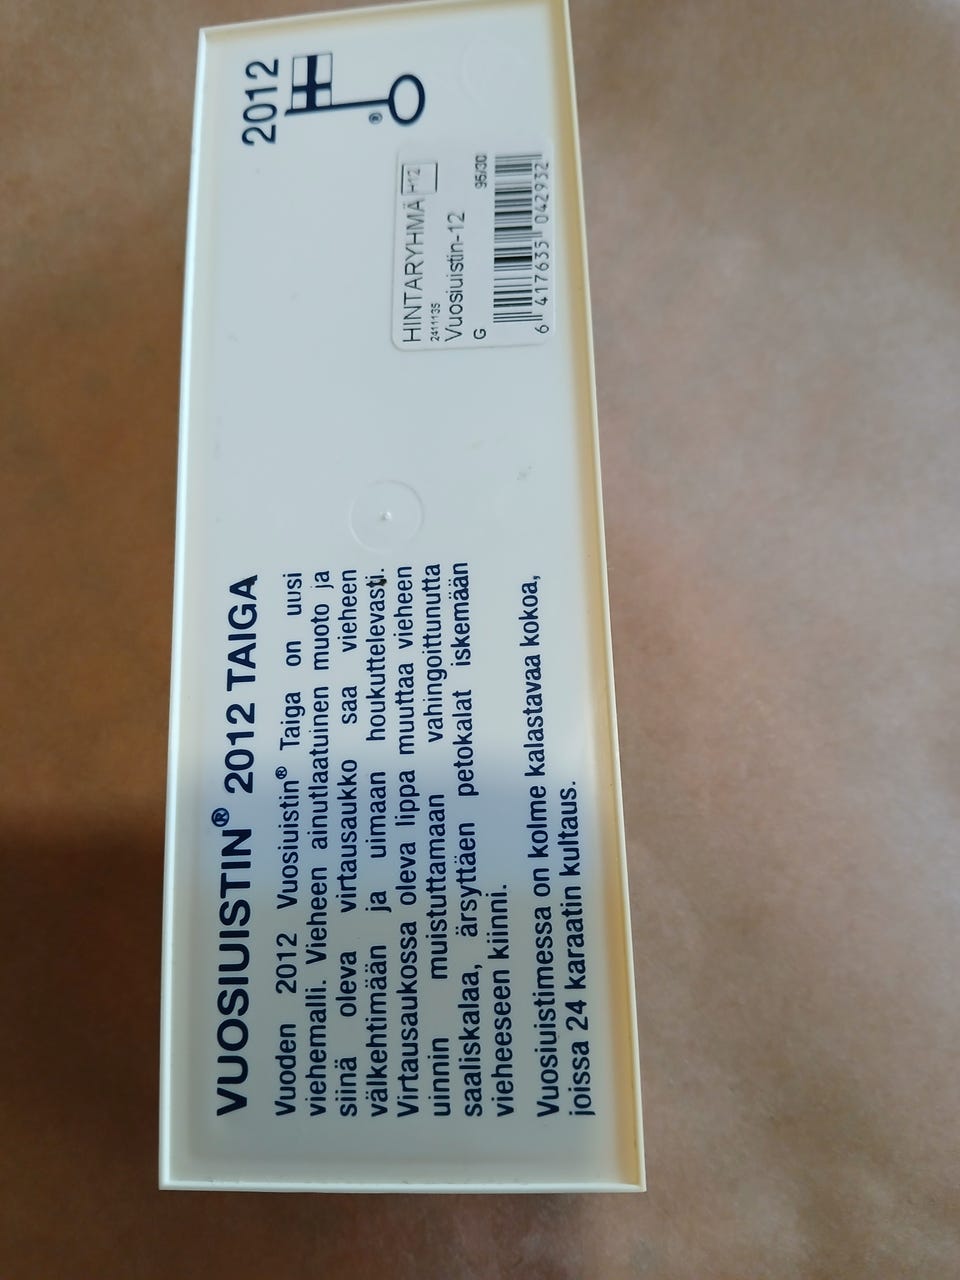 VUOSIUISTIN® 2012 TAIGA
Vuoden 2012 Vuosiuistin® Taiga on uusi
viehemalli. Vieheen ainutlaatuinen muoto ja
siinä oleva virtausaukko saa vieheen
välkehtimään ja uimaan houkuttelevasti.
Virtausaukossa oleva lippa muuttaa vieheen
uinnin muistuttamaan vahingoittunutta
saaliskalaa, ärsyttäen petokalat iskemään
vieheeseen kiinni.
Vuosiuistimessa on kolme kalastavaa kokoa,
joissa 24 karaatin kultaus.
2012
®
HINTARYHMÄ H12
2411135
Vuosiuistin-12
G 95/30
6 417635 042932